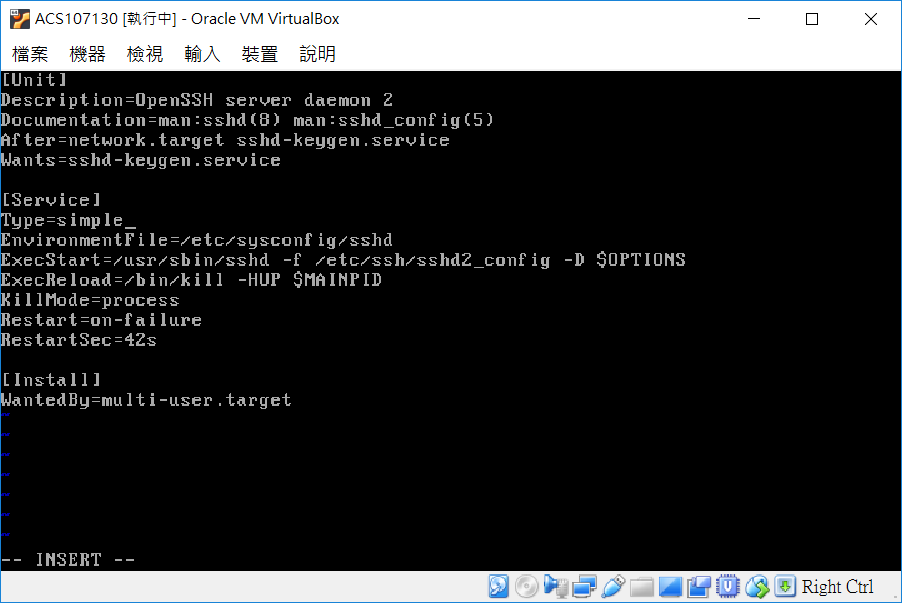 ACS107130 [執行中] - Oracle VM VirtualBox
檔案 機器 檢視 輸入 裝置 說明
[Unit]
Description=OpenSSH server daemon 2
Documentation=man:sshd(8) man:sshd_config(5)
After=network.target sshd-keygen.service
Wants=sshd-keygen.service
[Service]
Type=simple_
EnvironmentFile=/etc/sysconfig/sshd
ExecStart=/usr/sbin/sshd -f /etc/ssh/sshd2_config -D $OPTIONS
ExecReload=/bin/kill -HUP $MAINPID
KillMode=process
Restart=on-failure
RestartSec=42s
[Install]
WantedBy=multi-user.target
~
~
~
~
~
~
~
-- INSERT --
Right Ctrl